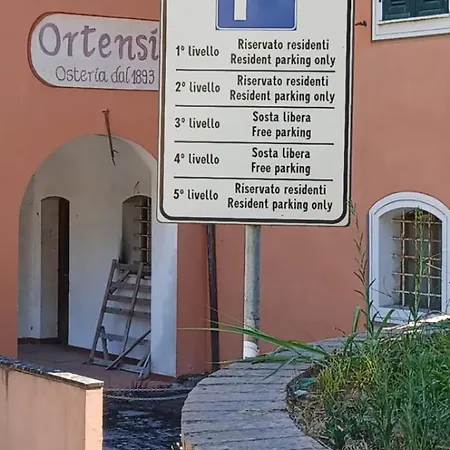 Osteria dal 1893
1° livello Riservato residenti
Resident parking only
2° livello Riservato residenti
Resident parking only
3° livello Sosta libera
Free parking
4° livello Sosta libera
Free parking
5° livello Riservato residenti
Resident parking only